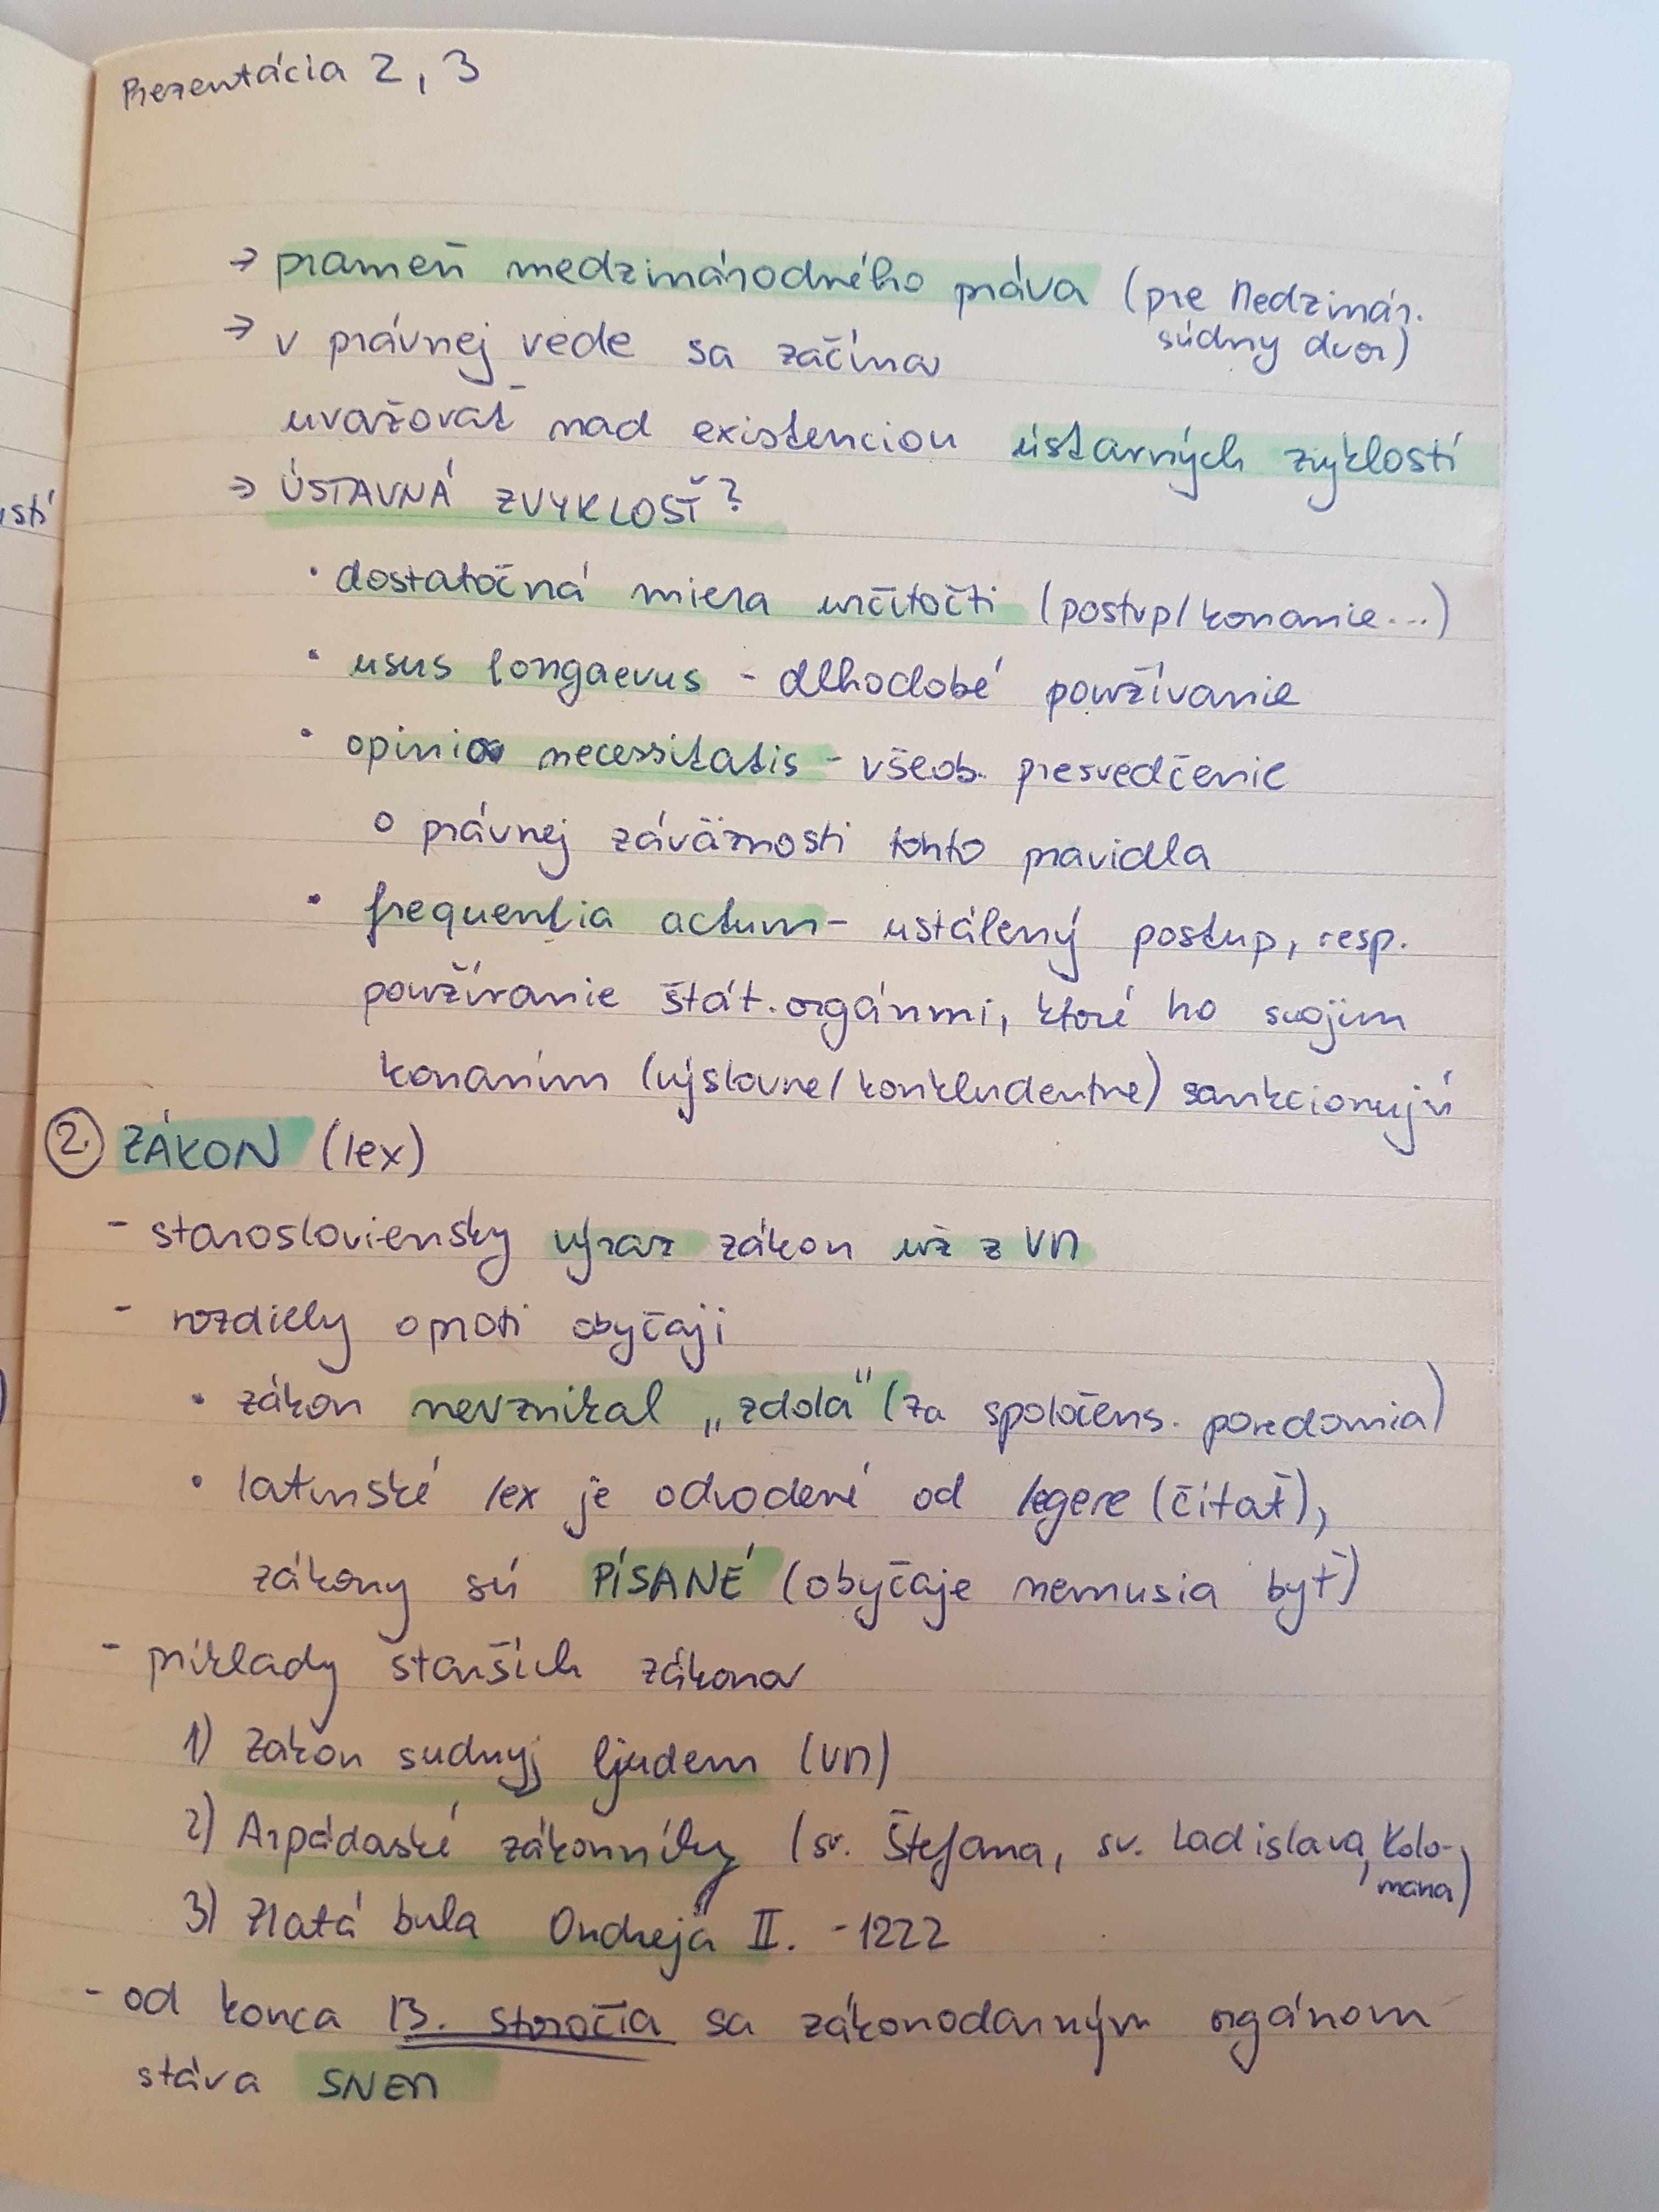 Prezentácia 2, 3
→ prameň medzinárodného práva (pre Medzinár.
súdny dvor)
→ v právnej vede sa začína
uvažovať nad existenciou ústavných zvyklostí
→ ÚSTAVNÁ ZVYKLOSŤ?
• dostatočná miera určitočti (postup/konanie...)
• usus longaevus - dlhodobé používanie
• opinio necessitatis - všeob. presvedčenie
o právnej záväznosti tohto pravidla
• frequentia actum - ustálený postup, resp.
používanie štát. orgánmi, ktoré ho svojim
konaním (výslovne/konkludentne) sankcionujú
2. ZÁKON (lex)
- starosloviensky výraz zákon už z VM
- rozdiely oproti obyčaji
• zákon nevznikal „zdola" (za spoločens. povedomia)
• latinské lex je odvodené od legere (čítať),
zákony sú PÍSANÉ (obyčaje nemusia byť)
- príklady starších zákonov
1) Zakon sudnyj ljudem (VM)
2) Arpádovské zákonníky (sv. Štefana, sv. Ladislava, Kolo-
mana)
3) Zlatá bula Ondreja II. - 1222
- od konca 13. storočia sa zákonodarným orgánom
stáva SNEM
stí